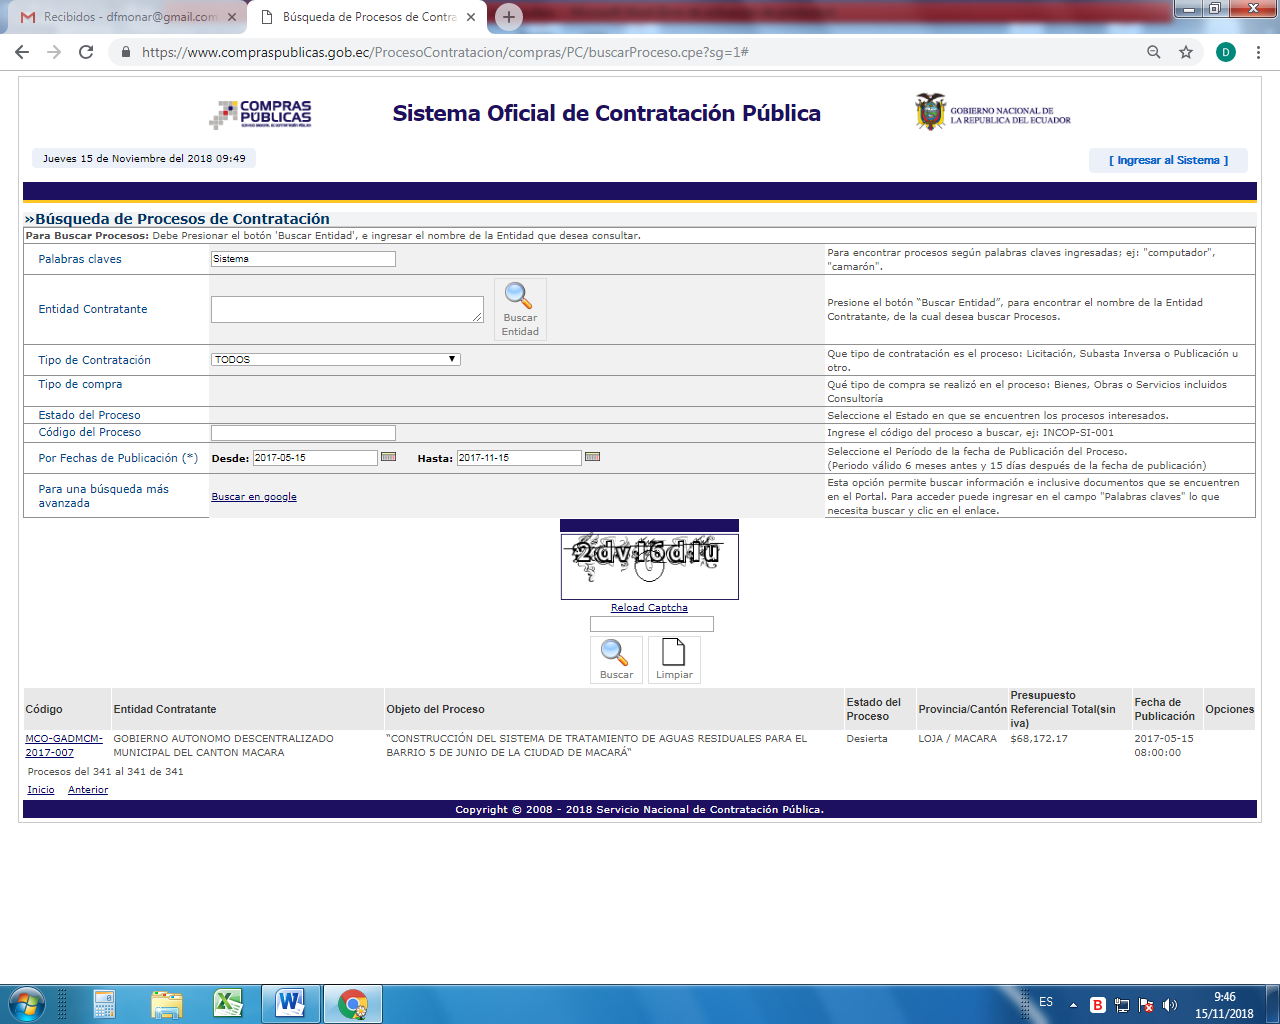 Recibidos - dfmonar@gmail.com
Búsqueda de Procesos de Contra
https://www.compraspublicas.gob.ec/ProcesoContratacion/compras/PC/buscarProceso.cpe?sg=1#
D
COMPRAS
PÚBLICAS
Sistema Oficial de Contratación Pública
GOBIERNO NACIONAL DE
LA REPUBLICA DEL ECUADOR
Jueves 15 de Noviembre del 2018 09:49
[ Ingresar al Sistema ]
»Búsqueda de Procesos de Contratación
Para Buscar Procesos: Debe Presionar el botón 'Buscar Entidad', e ingresar el nombre de la Entidad que desea consultar.
Palabras claves
Sistema
Para encontrar procesos según palabras claves ingresadas; ej: "computador",
"camarón".
Entidad Contratante
Buscar
Entidad
Presione el botón “Buscar Entidad”, para encontrar el nombre de la Entidad
Contratante, de la cual desea buscar Procesos.
Tipo de Contratación
TODOS
Que tipo de contratación es el proceso: Licitación, Subasta Inversa o Publicación u
otro.
Tipo de compra
Qué tipo de compra se realizó en el proceso: Bienes, Obras o Servicios incluidos
Consultoría
Estado del Proceso
Seleccione el Estado en que se encuentren los procesos interesados.
Código del Proceso
Ingrese el código del proceso a buscar, ej: INCOP-SI-001
Por Fechas de Publicación (*)
Desde: 2017-05-15 Hasta: 2017-11-15
Seleccione el Período de la fecha de Publicación del Proceso.
(Periodo válido 6 meses antes y 15 días después de la fecha de publicación)
Para una búsqueda más
avanzada
Buscar en google
Esta opción permite buscar información e inclusive documentos que se encuentren
en el Portal. Para acceder puede ingresar en el campo "Palabras claves" lo que
necesita buscar y clic en el enlace.
Reload Captcha
Buscar
Limpiar
Código
Entidad Contratante
Objeto del Proceso
Estado del
Proceso
Provincia/Cantón
Presupuesto
Referencial Total(sin
iva)
Fecha de
Publicación
Opciones
MCO-GADMCM-
2017-007
GOBIERNO AUTONOMO DESCENTRALIZADO
MUNICIPAL DEL CANTON MACARA
“CONSTRUCCIÓN DEL SISTEMA DE TRATAMIENTO DE AGUAS RESIDUALES PARA EL
BARRIO 5 DE JUNIO DE LA CIUDAD DE MACARÁ“
Desierta
LOJA / MACARA
$68,172.17
2017-05-15
08:00:00
Procesos del 341 al 341 de 341
Inicio Anterior
Copyright © 2008 - 2018 Servicio Nacional de Contratación Pública.
ES
9:46
15/11/2018